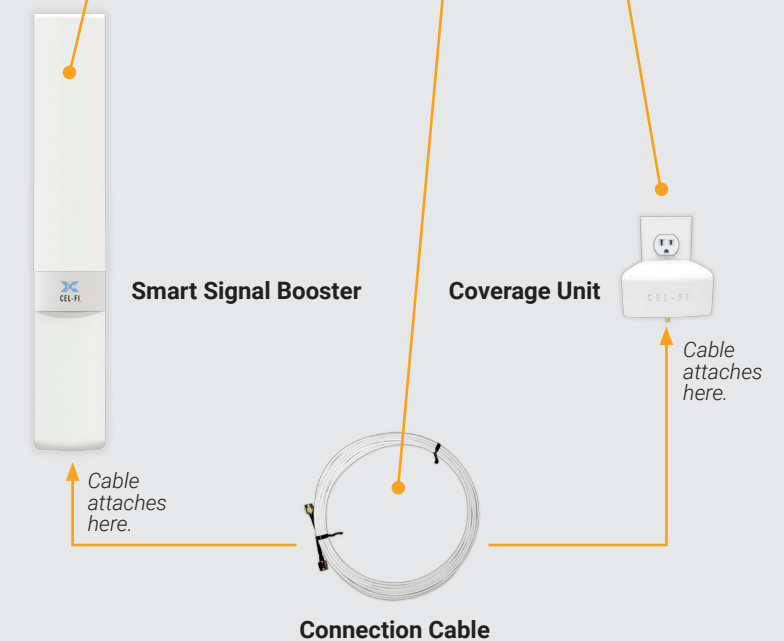 CEL-FI
Smart Signal Booster
Coverage Unit
CEL-FI
Cable
attaches
here.
Cable
attaches
here.
Connection Cable